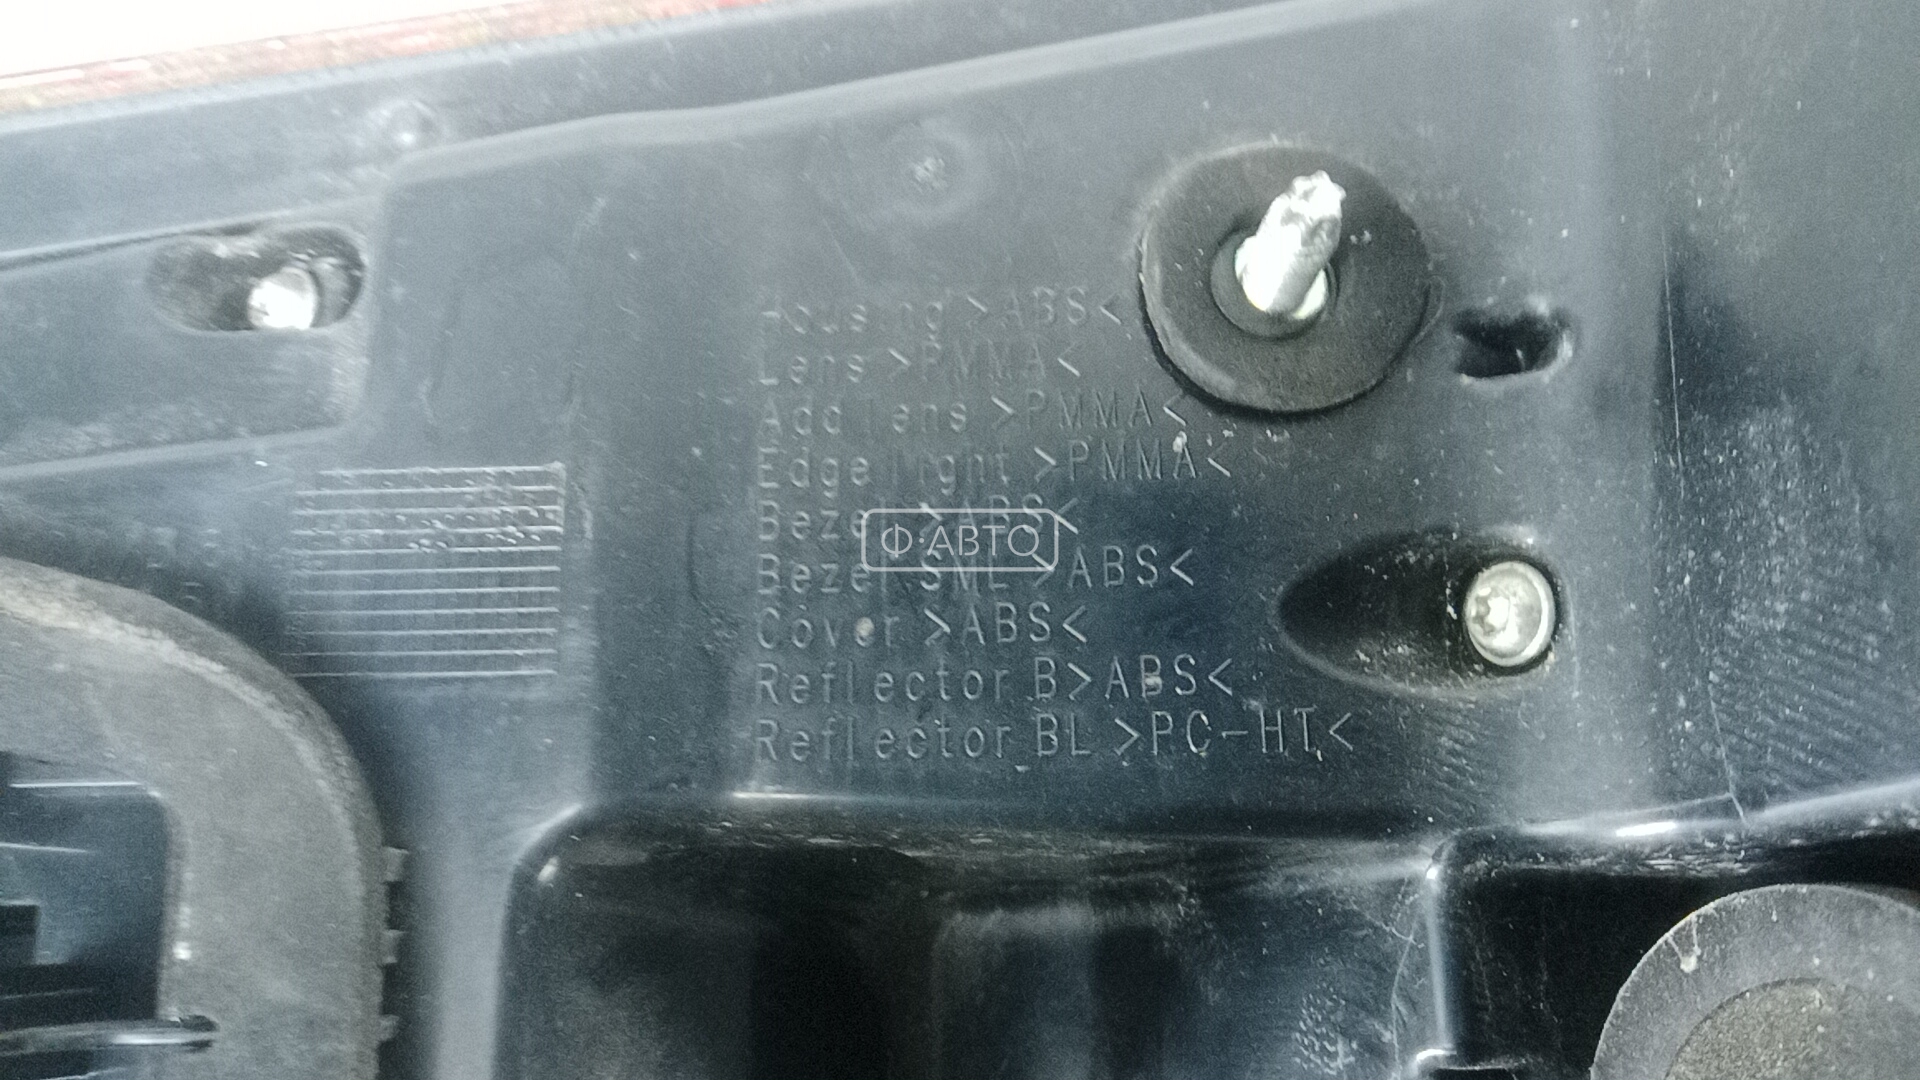 Housing >ABS<
Lens >PMMA<
Add lens >PMMA<
Edge light >PMMA<
Bezel >ABS<
Ф·АВТО
Bezel SML >ABS<
Cover >ABS<
Reflector B>ABS<
Reflector BL >PC-HT<